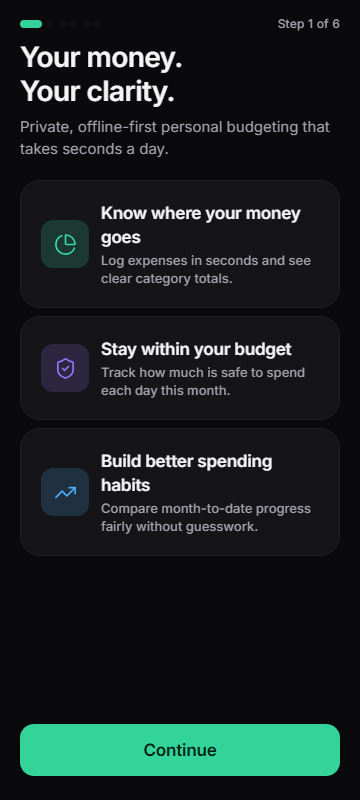 Step 1 of 6
Your money.
Your clarity.
Private, offline-first personal budgeting that
takes seconds a day.
Know where your money
goes
Log expenses in seconds and see
clear category totals.
Stay within your budget
Track how much is safe to spend
each day this month.
Build better spending
habits
Compare month-to-date progress
fairly without guesswork.
Continue